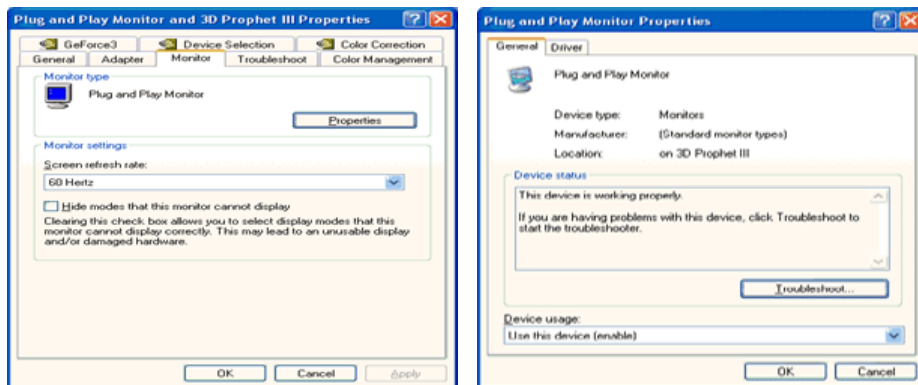 Plug and Play Monitor and 3D Prophet III Properties
GeForce3 Device Selection Color Correction
General Adapter Monitor Troubleshoot Color Management
Monitor type
Plug and Play Monitor
Properties
Monitor settings
Screen refresh rate:
60 Hertz
Hide modes that this monitor cannot display
Clearing this check box allows you to select display modes that this
monitor cannot display correctly. This may lead to an unusable display
and/or damaged hardware.
OK Cancel Apply
Plug and Play Monitor Properties
General Driver
Plug and Play Monitor
Device type: Monitors
Manufacturer: (Standard monitor types)
Location: on 3D Prophet III
Device status
This device is working properly.
If you are having problems with this device, click Troubleshoot to
start the troubleshooter.
Troubleshoot...
Device usage:
Use this device (enable)
OK Cancel